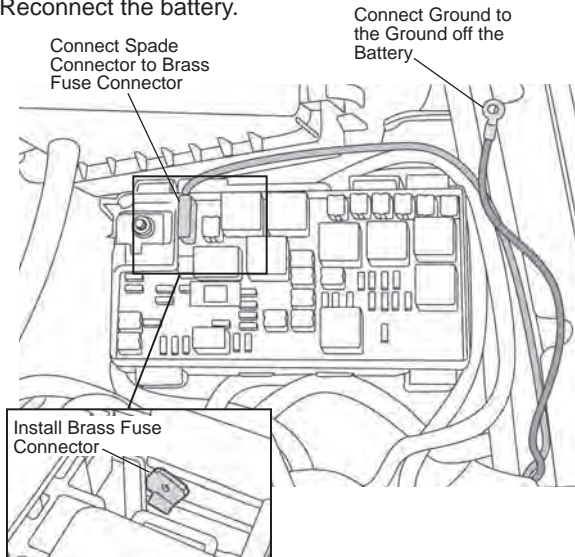 Reconnect the battery.
Connect Ground to
the Ground off the
Battery
Connect Spade
Connector to Brass
Fuse Connector
Install Brass Fuse
Connector